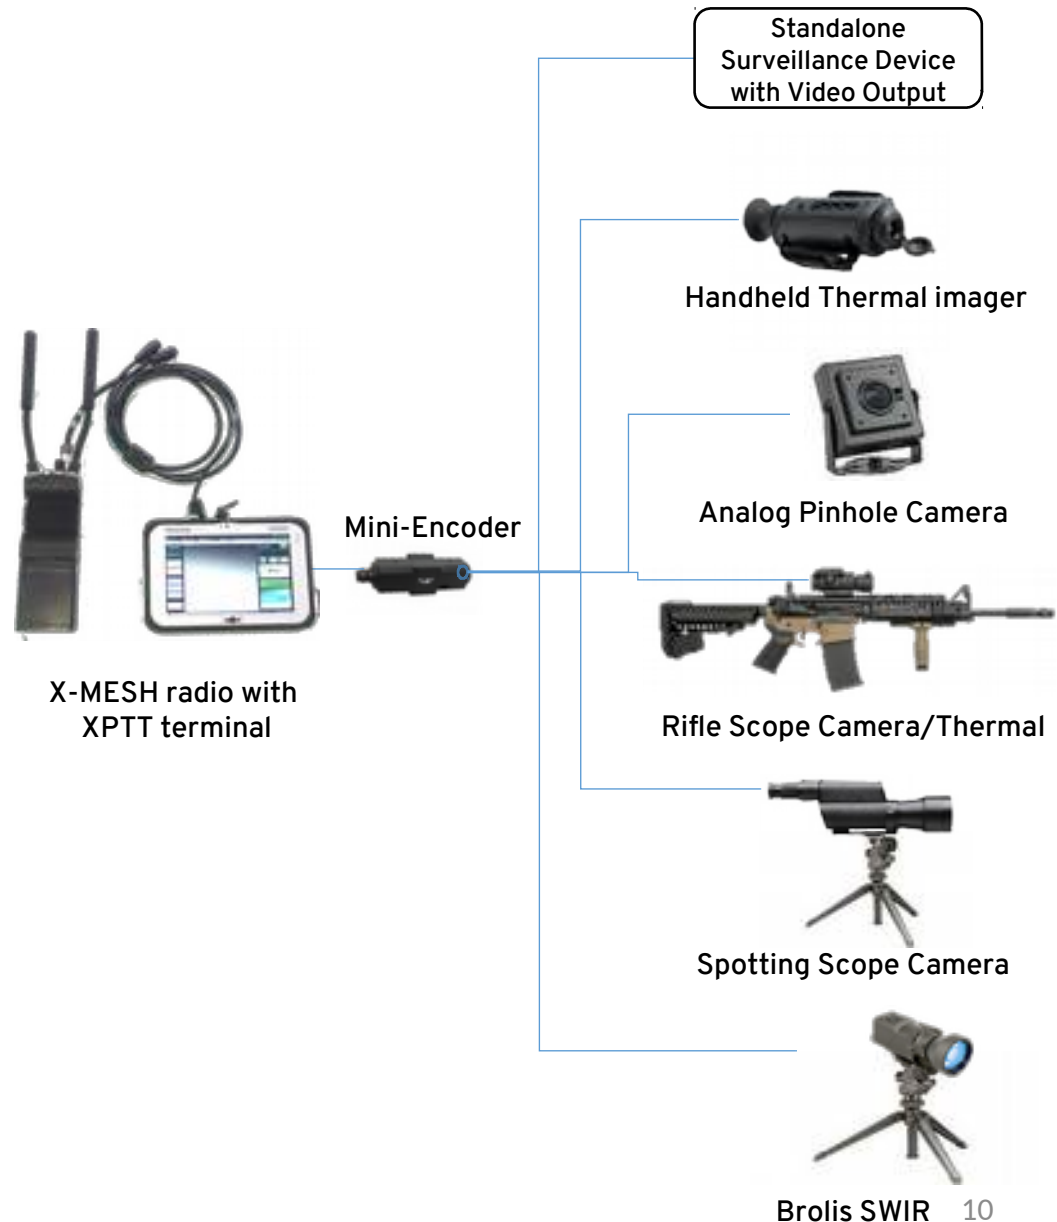 Standalone
Surveillance Device
with Video Output
Handheld Thermal imager
Analog Pinhole Camera
Mini-Encoder
X-MESH radio with
XPTT terminal
Rifle Scope Camera/Thermal
Spotting Scope Camera
Brolis SWIR
10